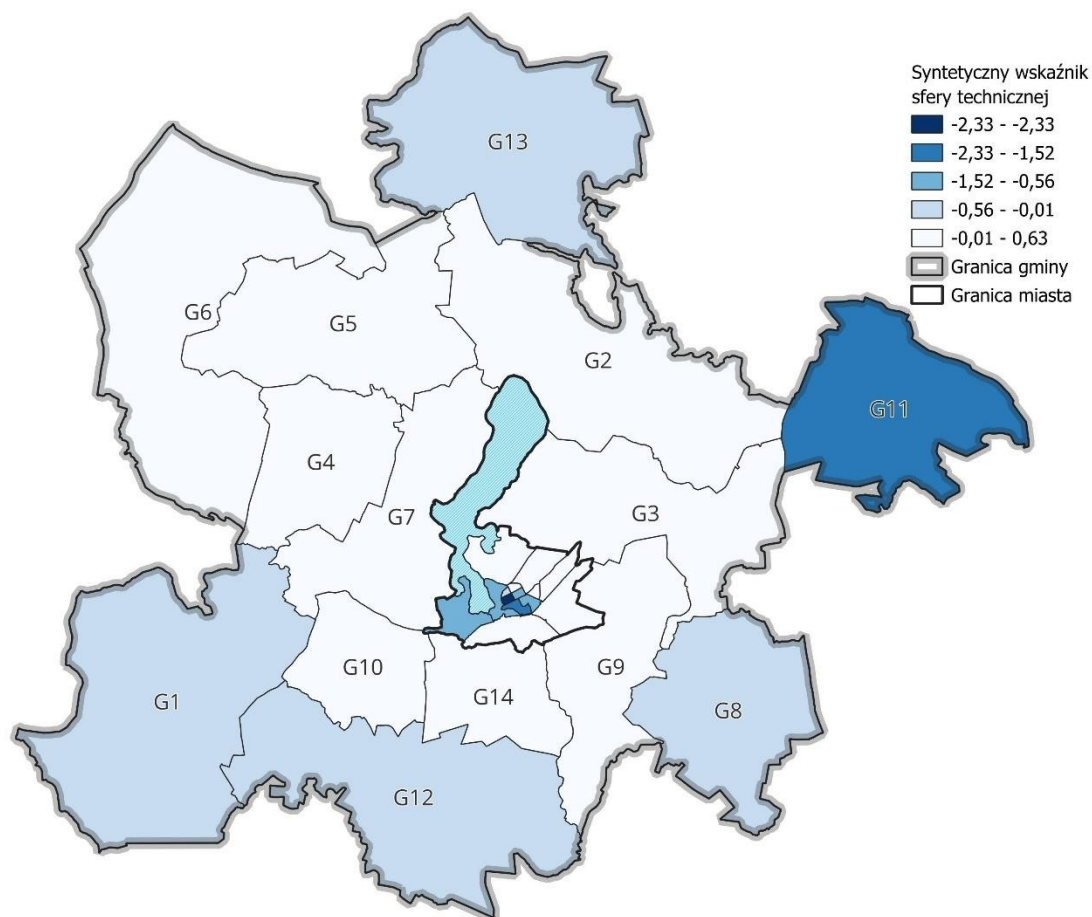 Syntetyczny wskaźnik
sfery technicznej
-2,33 - -2,33
-2,33 - -1,52
-1,52 - -0,56
-0,56 - -0,01
-0,01 - 0,63
Granica gminy
Granica miasta
G13
G6
G5
G2
G11
G4
G7
G3
G1
G10
G14
G9
G8
G12